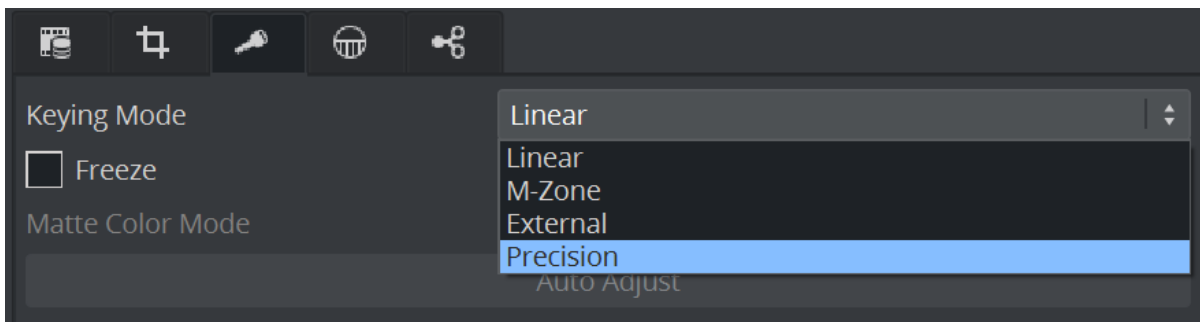 Keying Mode
Linear
Freeze
Linear
M-Zone
External
Precision
Matte Color Mode
Auto Adjust